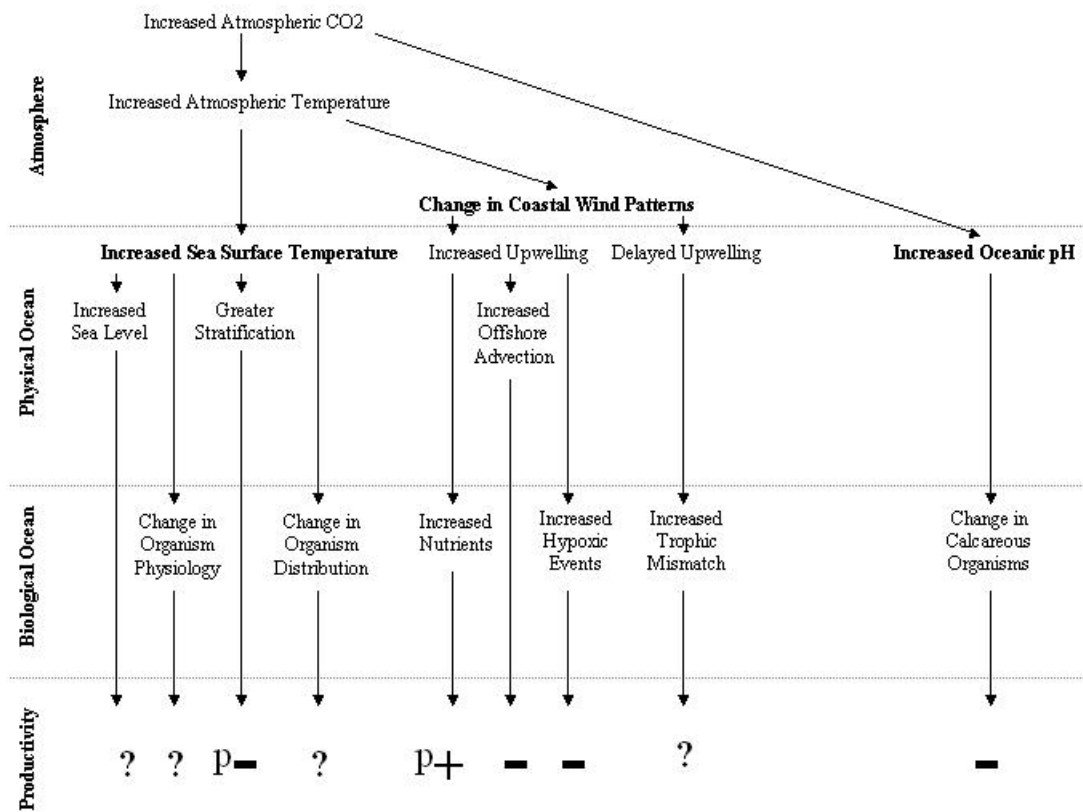 Increased Atmospheric CO2
Increased Atmospheric Temperature
Atmosphere
Change in Coastal Wind Patterns
Increased Sea Surface Temperature
Increased Upwelling
Delayed Upwelling
Increased Oceanic pH
Increased
Sea Level
Greater
Stratification
Increased
Offshore
Advection
Physical Ocean
Change in
Organism
Physiology
Change in
Organism
Distribution
Increased
Nutrients
Increased
Hypoxic
Events
Increased
Trophic
Mismatch
Change in
Calcareous
Organisms
Biological Ocean
? ? p- ? p+ - - ? -
Productivity